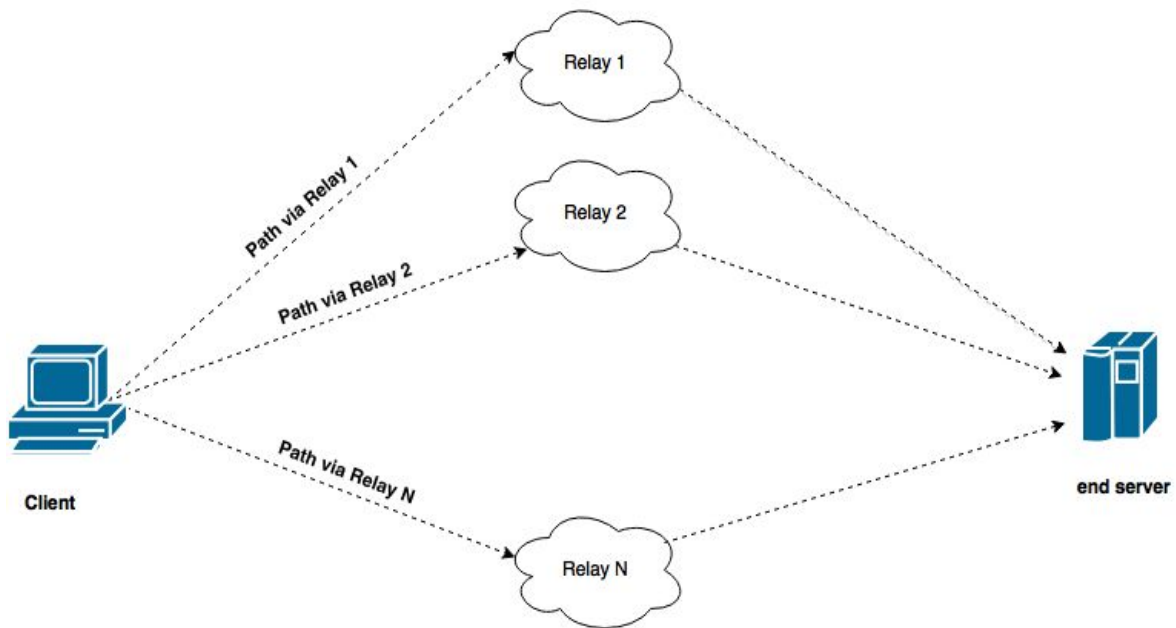 Relay 1
Path via Relay 1
Relay 2
Path via Relay 2
Path via Relay N
Client
end server
Relay N